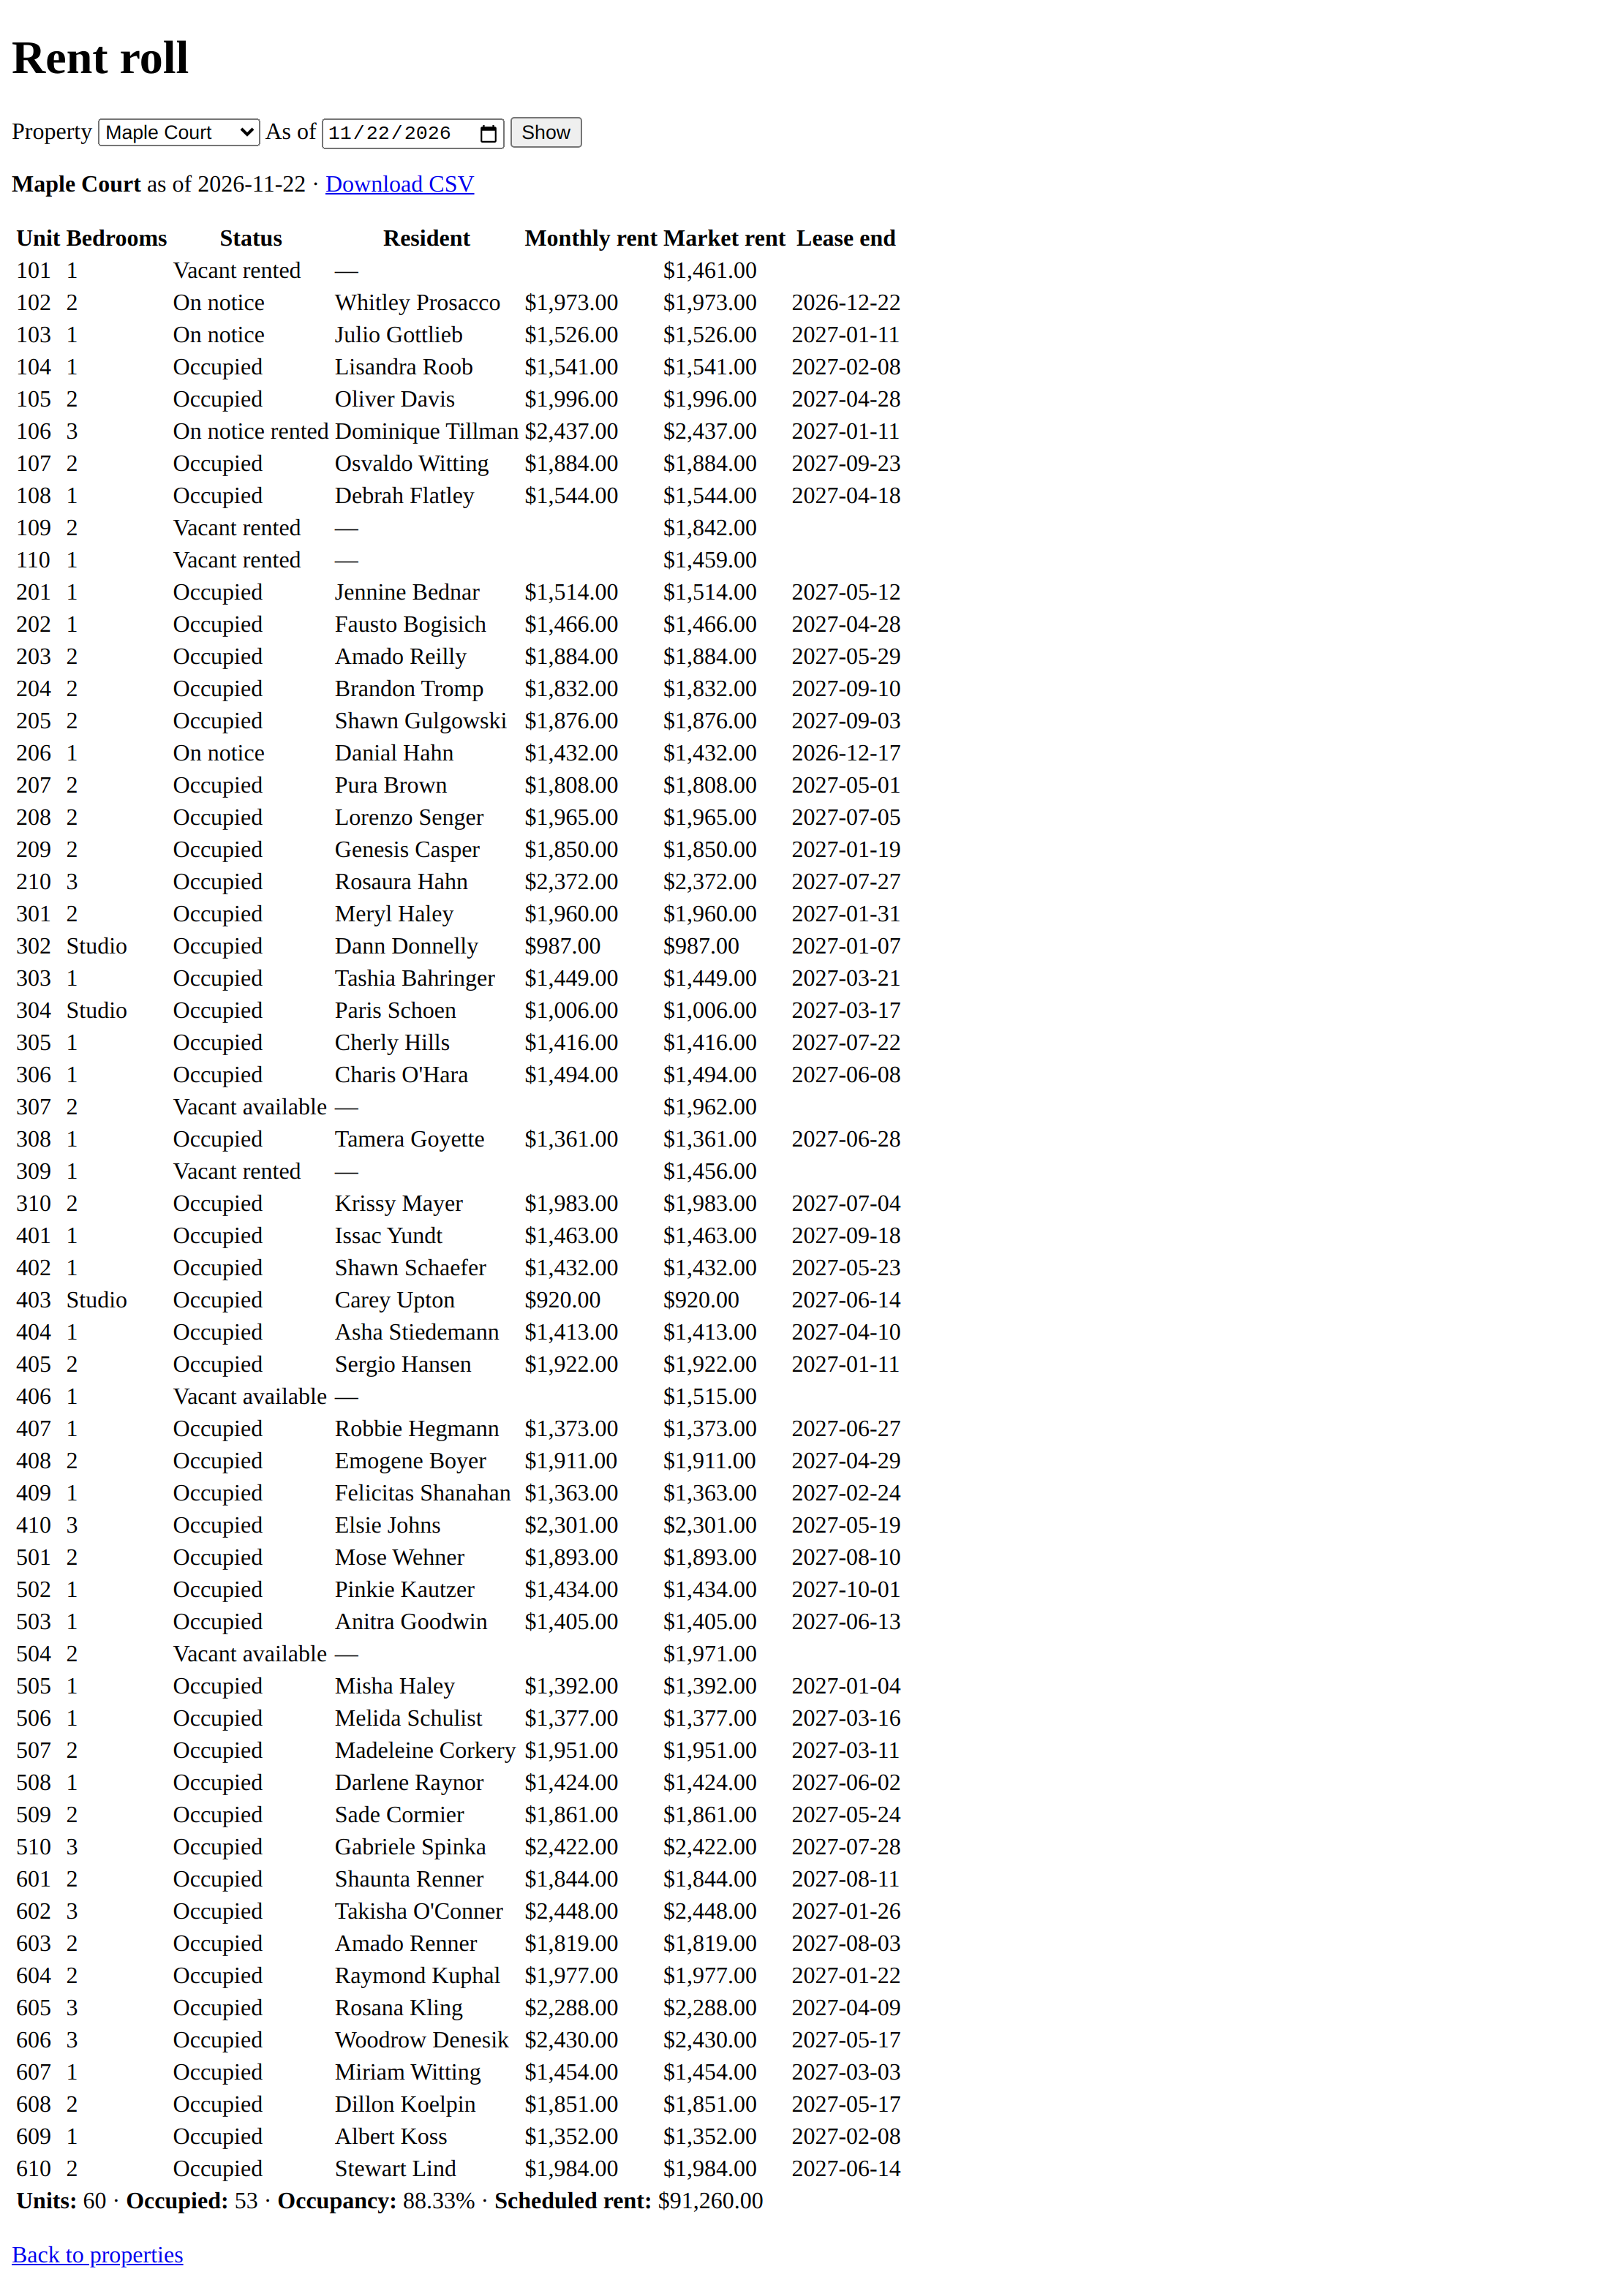 Rent roll
Property Maple Court As of 11/22/2026 Show
Maple Court as of 2026-11-22 · Download CSV
Unit Bedrooms Status Resident Monthly rent Market rent Lease end
101 1 Vacant rented — $1,461.00
102 2 On notice Whitley Prosacco $1,973.00 $1,973.00 2026-12-22
103 1 On notice Julio Gottlieb $1,526.00 $1,526.00 2027-01-11
104 1 Occupied Lisandra Roob $1,541.00 $1,541.00 2027-02-08
105 2 Occupied Oliver Davis $1,996.00 $1,996.00 2027-04-28
106 3 On notice rented Dominique Tillman $2,437.00 $2,437.00 2027-01-11
107 2 Occupied Osvaldo Witting $1,884.00 $1,884.00 2027-09-23
108 1 Occupied Debrah Flatley $1,544.00 $1,544.00 2027-04-18
109 2 Vacant rented — $1,842.00
110 1 Vacant rented — $1,459.00
201 1 Occupied Jennine Bednar $1,514.00 $1,514.00 2027-05-12
202 1 Occupied Fausto Bogisich $1,466.00 $1,466.00 2027-04-28
203 2 Occupied Amado Reilly $1,884.00 $1,884.00 2027-05-29
204 2 Occupied Brandon Tromp $1,832.00 $1,832.00 2027-09-10
205 2 Occupied Shawn Gulgowski $1,876.00 $1,876.00 2027-09-03
206 1 On notice Danial Hahn $1,432.00 $1,432.00 2026-12-17
207 2 Occupied Pura Brown $1,808.00 $1,808.00 2027-05-01
208 2 Occupied Lorenzo Senger $1,965.00 $1,965.00 2027-07-05
209 2 Occupied Genesis Casper $1,850.00 $1,850.00 2027-01-19
210 3 Occupied Rosaura Hahn $2,372.00 $2,372.00 2027-07-27
301 2 Occupied Meryl Haley $1,960.00 $1,960.00 2027-01-31
302 Studio Occupied Dann Donnelly $987.00 $987.00 2027-01-07
303 1 Occupied Tashia Bahringer $1,449.00 $1,449.00 2027-03-21
304 Studio Occupied Paris Schoen $1,006.00 $1,006.00 2027-03-17
305 1 Occupied Cherly Hills $1,416.00 $1,416.00 2027-07-22
306 1 Occupied Charis O'Hara $1,494.00 $1,494.00 2027-06-08
307 2 Vacant available — $1,962.00
308 1 Occupied Tamera Goyette $1,361.00 $1,361.00 2027-06-28
309 1 Vacant rented — $1,456.00
310 2 Occupied Krissy Mayer $1,983.00 $1,983.00 2027-07-04
401 1 Occupied Issac Yundt $1,463.00 $1,463.00 2027-09-18
402 1 Occupied Shawn Schaefer $1,432.00 $1,432.00 2027-05-23
403 Studio Occupied Carey Upton $920.00 $920.00 2027-06-14
404 1 Occupied Asha Stiedemann $1,413.00 $1,413.00 2027-04-10
405 2 Occupied Sergio Hansen $1,922.00 $1,922.00 2027-01-11
406 1 Vacant available — $1,515.00
407 1 Occupied Robbie Hegmann $1,373.00 $1,373.00 2027-06-27
408 2 Occupied Emogene Boyer $1,911.00 $1,911.00 2027-04-29
409 1 Occupied Felicitas Shanahan $1,363.00 $1,363.00 2027-02-24
410 3 Occupied Elsie Johns $2,301.00 $2,301.00 2027-05-19
501 2 Occupied Mose Wehner $1,893.00 $1,893.00 2027-08-10
502 1 Occupied Pinkie Kautzer $1,434.00 $1,434.00 2027-10-01
503 1 Occupied Anitra Goodwin $1,405.00 $1,405.00 2027-06-13
504 2 Vacant available — $1,971.00
505 1 Occupied Misha Haley $1,392.00 $1,392.00 2027-01-04
506 1 Occupied Melida Schulist $1,377.00 $1,377.00 2027-03-16
507 2 Occupied Madeleine Corkery $1,951.00 $1,951.00 2027-03-11
508 1 Occupied Darlene Raynor $1,424.00 $1,424.00 2027-06-02
509 2 Occupied Sade Cormier $1,861.00 $1,861.00 2027-05-24
510 3 Occupied Gabriele Spinka $2,422.00 $2,422.00 2027-07-28
601 2 Occupied Shaunta Renner $1,844.00 $1,844.00 2027-08-11
602 3 Occupied Takisha O'Conner $2,448.00 $2,448.00 2027-01-26
603 2 Occupied Amado Renner $1,819.00 $1,819.00 2027-08-03
604 2 Occupied Raymond Kuphal $1,977.00 $1,977.00 2027-01-22
605 3 Occupied Rosana Kling $2,288.00 $2,288.00 2027-04-09
606 3 Occupied Woodrow Denesik $2,430.00 $2,430.00 2027-05-17
607 1 Occupied Miriam Witting $1,454.00 $1,454.00 2027-03-03
608 2 Occupied Dillon Koelpin $1,851.00 $1,851.00 2027-05-17
609 1 Occupied Albert Koss $1,352.00 $1,352.00 2027-02-08
610 2 Occupied Stewart Lind $1,984.00 $1,984.00 2027-06-14
Units: 60 · Occupied: 53 · Occupancy: 88.33% · Scheduled rent: $91,260.00
Back to properties